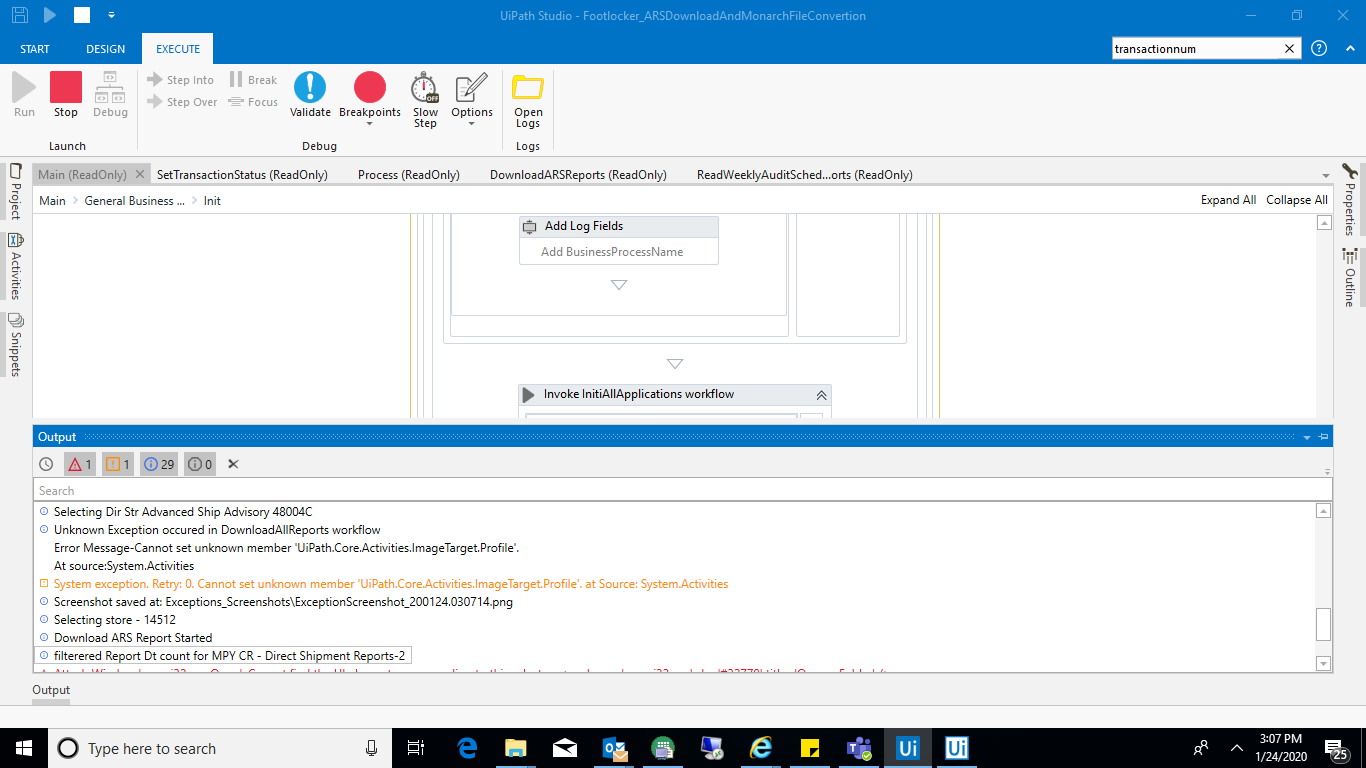 UiPath Studio - Footlocker_ARSDownloadAndMonarchFileConvertion
START DESIGN EXECUTE
transactionnum
Run
Stop
Debug
Step Into
Step Over
Break
Focus
Validate
Breakpoints
Slow Step
OFF
Options
Open Logs
Launch
Debug
Logs
Project
Activities
Snippets
Main (ReadOnly) SetTransactionStatus (ReadOnly) Process (ReadOnly) DownloadARSReports (ReadOnly) ReadWeeklyAuditSched...orts (ReadOnly)
Main > General Business ... > Init
Expand All Collapse All
Properties
Outline
Add Log Fields
Add BusinessProcessName
Invoke InitiAllApplications workflow
Output
1 1 29 0
Search
Selecting Dir Str Advanced Ship Advisory 48004C
Unknown Exception occured in DownloadAllReports workflow
Error Message-Cannot set unknown member 'UiPath.Core.Activities.ImageTarget.Profile'.
At source:System.Activities
System exception. Retry: 0. Cannot set unknown member 'UiPath.Core.Activities.ImageTarget.Profile'. at Source: System.Activities
Screenshot saved at: Exceptions_Screenshots\ExceptionScreenshot_200124.030714.png
Selecting store - 14512
Download ARS Report Started
filterered Report Dt count for MPY CR - Direct Shipment Reports-2
Output
Type here to search
Ui
Ui
3:07 PM
1/24/2020
25